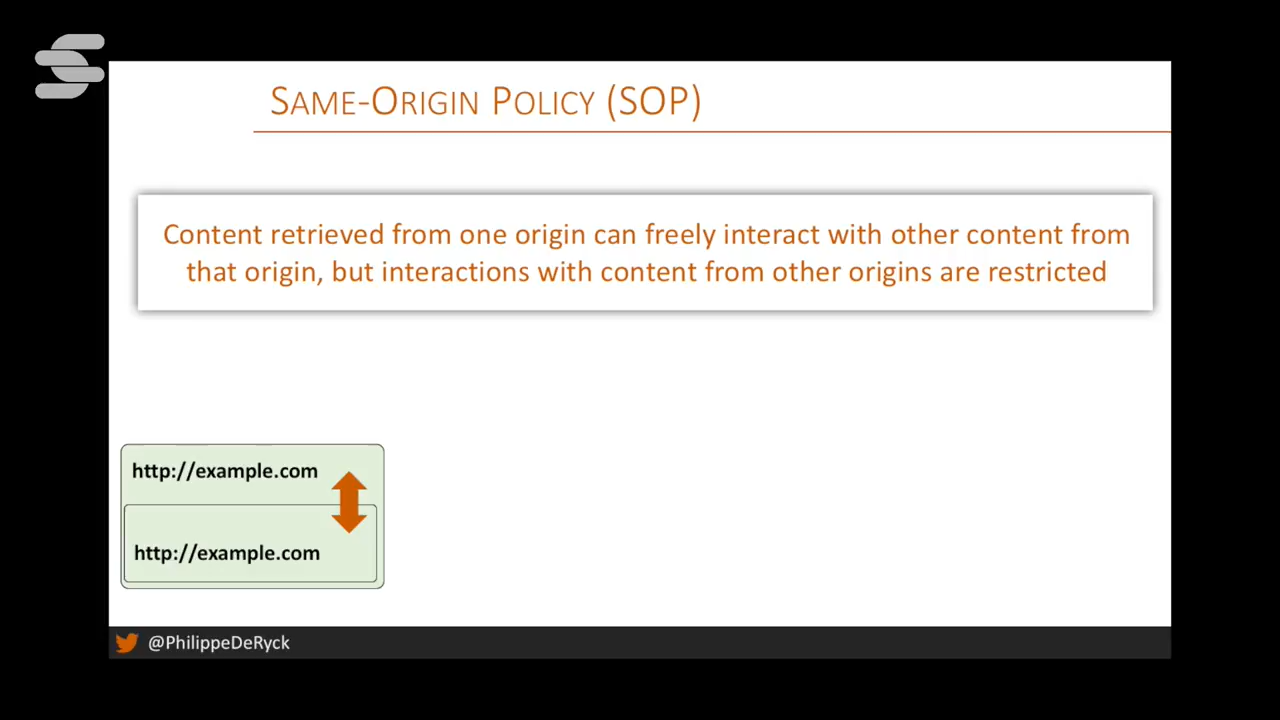 SAME-ORIGIN POLICY (SOP)
Content retrieved from one origin can freely interact with other content from
that origin, but interactions with content from other origins are restricted
http://example.com
http://example.com
@PhilippeDeRyck